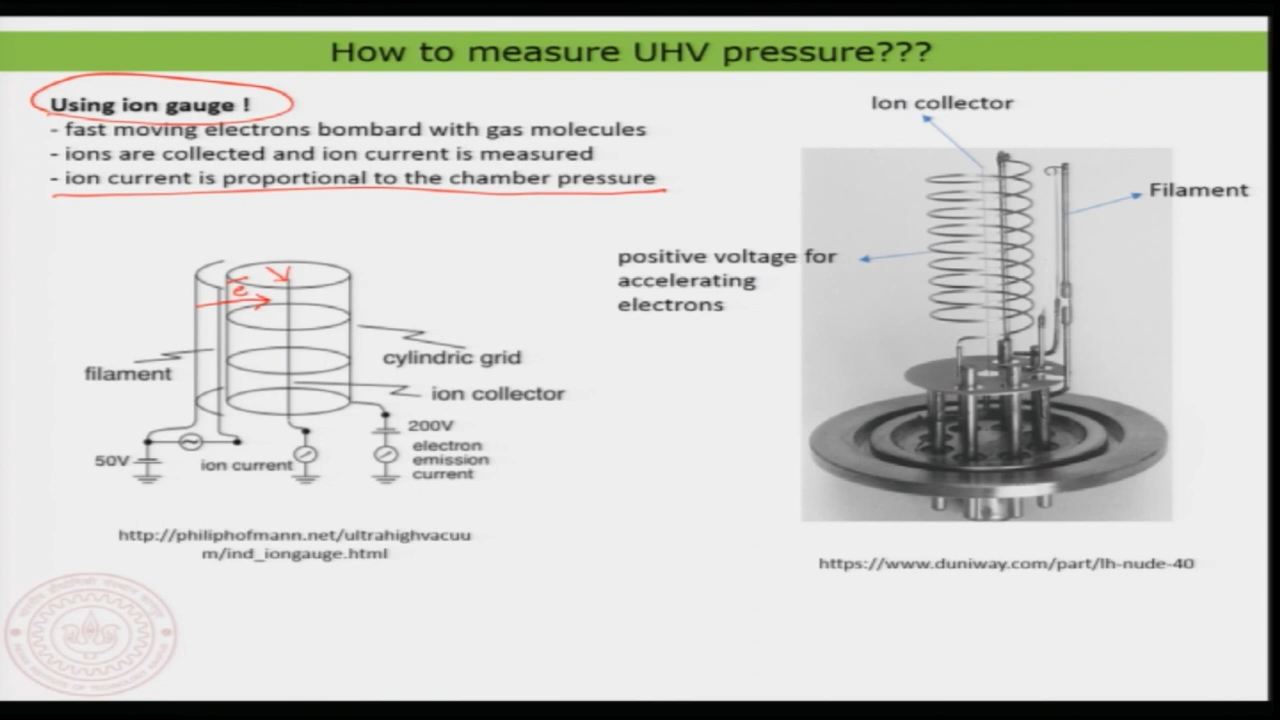 How to measure UHV pressure???
Using ion gauge !
- fast moving electrons bombard with gas molecules
- ions are collected and ion current is measured
- ion current is proportional to the chamber pressure
Ion collector
Filament
positive voltage for
accelerating
electrons
e
filament
cylindric grid
ion collector
50V
ion current
200V
electron
emission
current
http://philiphofmann.net/ultrahighvacuu
m/ind_iongauge.html
https://www.duniway.com/part/lh-nude-40